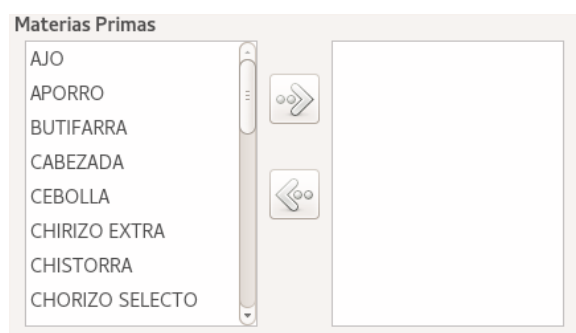 Materias Primas
AJO
APORRO
BUTIFARRA
CABEZADA
CEBOLLA
CHIRIZO EXTRA
CHISTORRA
CHORIZO SELECTO